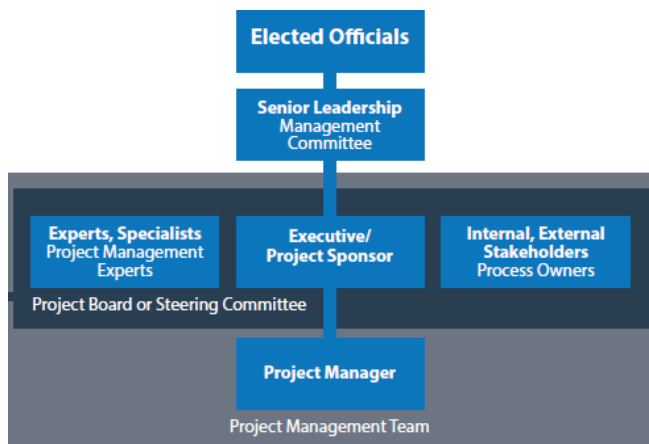 Elected Officials
Senior Leadership
Management
Committee
Experts, Specialists
Project Management
Experts
Executive/
Project Sponsor
Internal, External
Stakeholders
Process Owners
Project Board or Steering Committee
Project Manager
Project Management Team